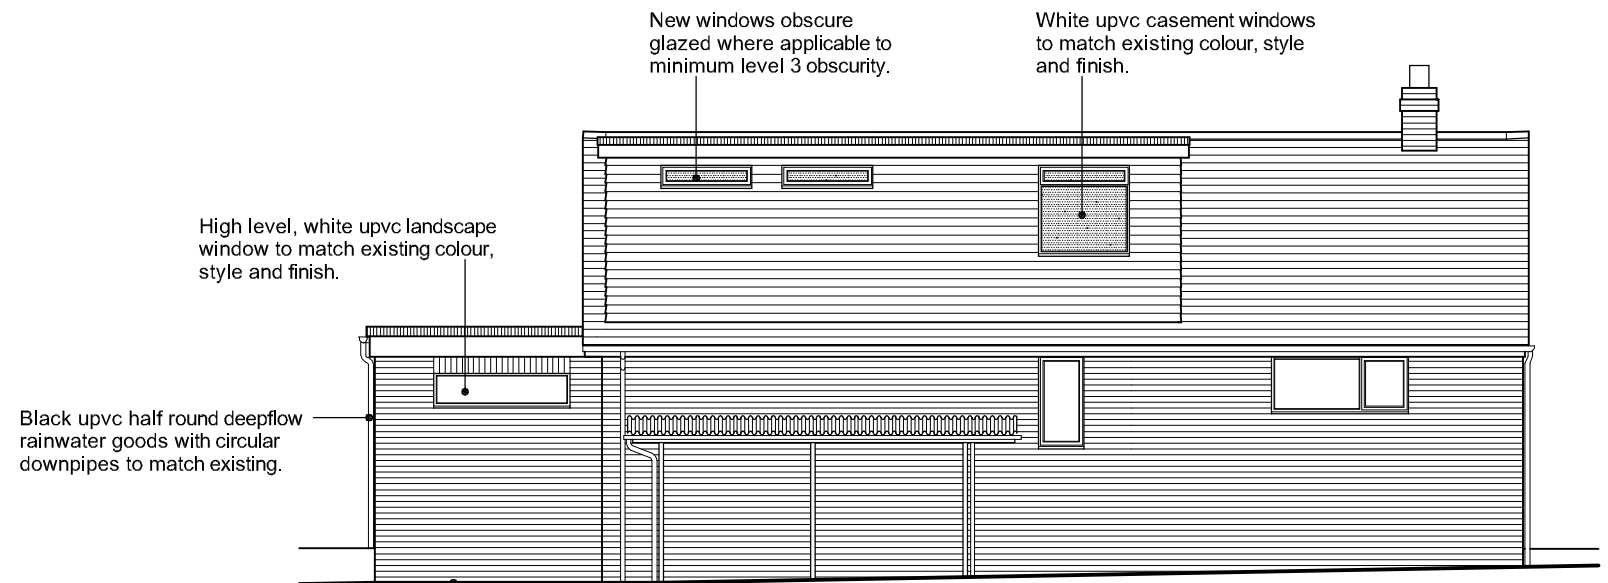 New windows obscure
glazed where applicable to
minimum level 3 obscurity.
White upvc casement windows
to match existing colour, style
and finish.
High level, white upvc landscape
window to match existing colour,
style and finish.
Black upvc half round deepflow
rainwater goods with circular
downpipes to match existing.